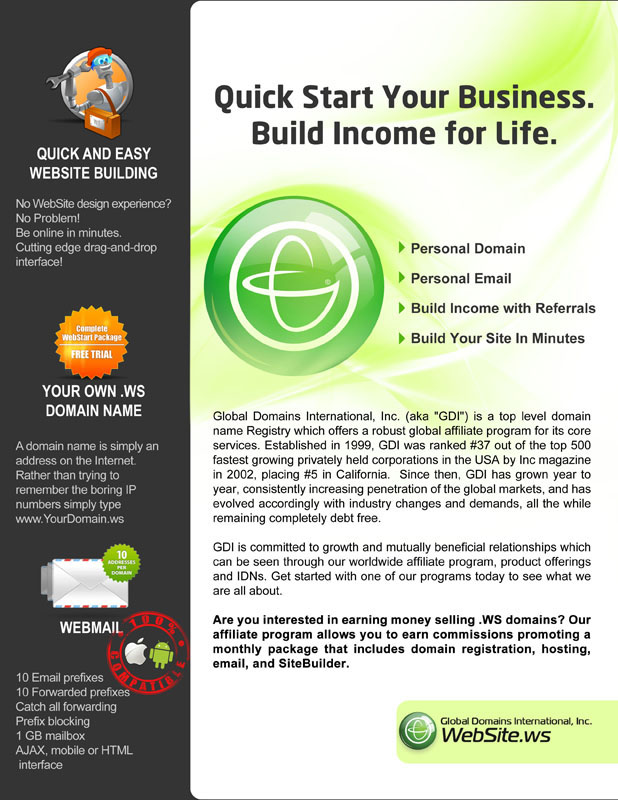 Quick Start Your Business.
Build Income for Life.
QUICK AND EASY
WEBSITE BUILDING
No WebSite design experience?
No Problem!
Be online in minutes.
Cutting edge drag-and-drop
interface!
Complete
WebStart Package
FREE TRIAL
YOUR OWN .WS
DOMAIN NAME
A domain name is simply an
address on the Internet.
Rather than trying to
remember the boring IP
numbers simply type
www.YourDomain.ws
10
ADDRESSES
PER
DOMAIN
WEBMAIL
100%
COMPATIBLE
10 Email prefixes
10 Forwarded prefixes
Catch all forwarding
Prefix blocking
1 GB mailbox
AJAX, mobile or HTML
interface
®
Personal Domain
Personal Email
Build Income with Referrals
Build Your Site In Minutes
Global Domains International, Inc. (aka "GDI") is a top level domain
name Registry which offers a robust global affiliate program for its core
services. Established in 1999, GDI was ranked #37 out of the top 500
fastest growing privately held corporations in the USA by Inc magazine
in 2002, placing #5 in California. Since then, GDI has grown year to
year, consistently increasing penetration of the global markets, and has
evolved accordingly with industry changes and demands, all the while
remaining completely debt free.
GDI is committed to growth and mutually beneficial relationships which
can be seen through our worldwide affiliate program, product offerings
and IDNs. Get started with one of our programs today to see what we
are all about.
Are you interested in earning money selling .WS domains? Our
affiliate program allows you to earn commissions promoting a
monthly package that includes domain registration, hosting,
email, and SiteBuilder.
Global Domains International, Inc.
WebSite.ws